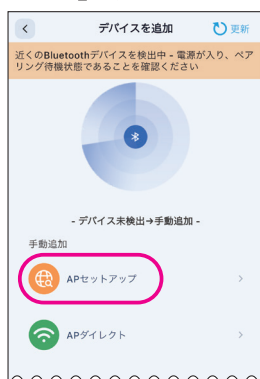 デバイスを追加
更新
近くのBluetoothデバイスを検出中 - 電源が入り、ペア
リング待機状態であることを確認ください
- デバイス未検出→手動追加 -
手動追加
APセットアップ
APダイレクト